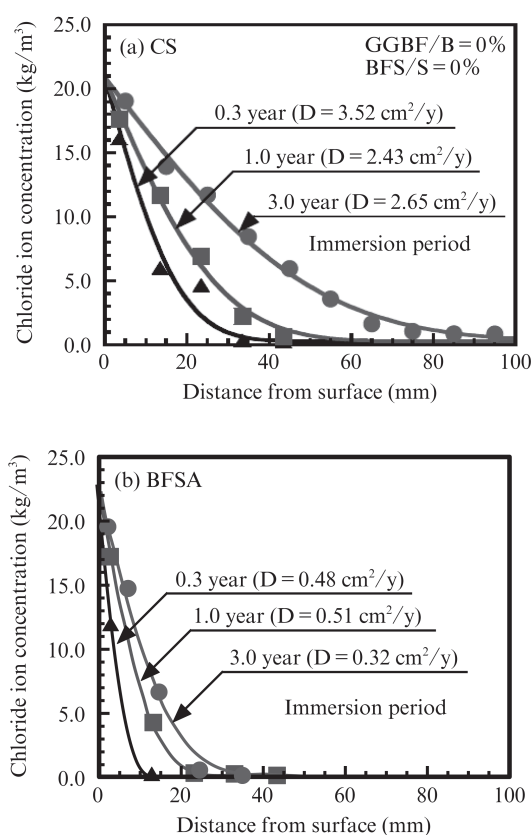 25.0
(a) CS
GGBF/B=0%
BFS/S=0%
20.0
0.3 year (D=3.52 cm²/y)
15.0
1.0 year (D=2.43 cm²/y)
3.0 year (D=2.65 cm²/y)
10.0
Immersion period
5.0
0.0
0 20 40 60 80 100
Chloride ion concentration (kg/m³)
Distance from surface (mm)
25.0
(b) BFSA
20.0
0.3 year (D=0.48 cm²/y)
15.0
1.0 year (D=0.51 cm²/y)
10.0
3.0 year (D=0.32 cm²/y)
5.0
Immersion period
0.0
0 20 40 60 80 100
Chloride ion concentration (kg/m³)
Distance from surface (mm)